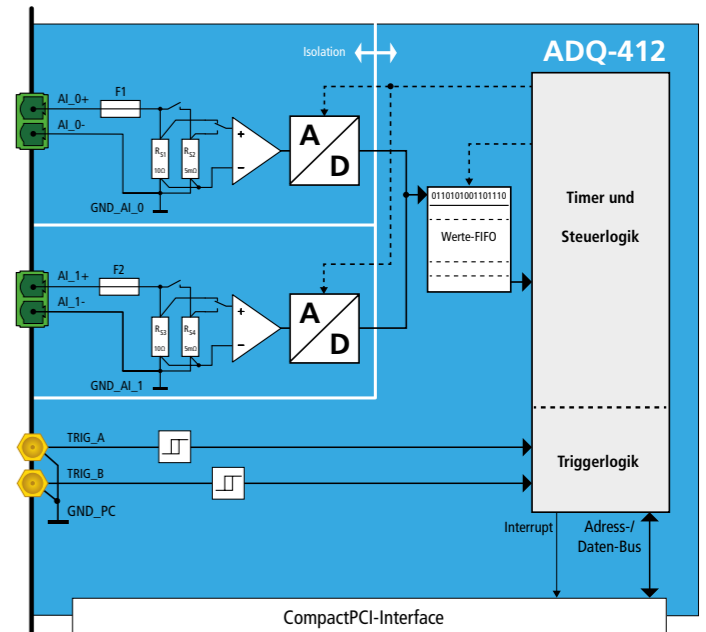 Isolation
ADQ-412
AI_0+
F1
AI_0-
RS1
10Ω
RS2
5mΩ
+
−
A
D
GND_AI_0
0110101001101110
Werte-FIFO
Timer und
Steuerlogik
AI_1+
F2
AI_1-
RS3
10Ω
RS4
5mΩ
+
−
A
D
GND_AI_1
TRIG_A
TRIG_B
GND_PC
Triggerlogik
Interrupt
Adress-/
Daten-Bus
CompactPCI-Interface